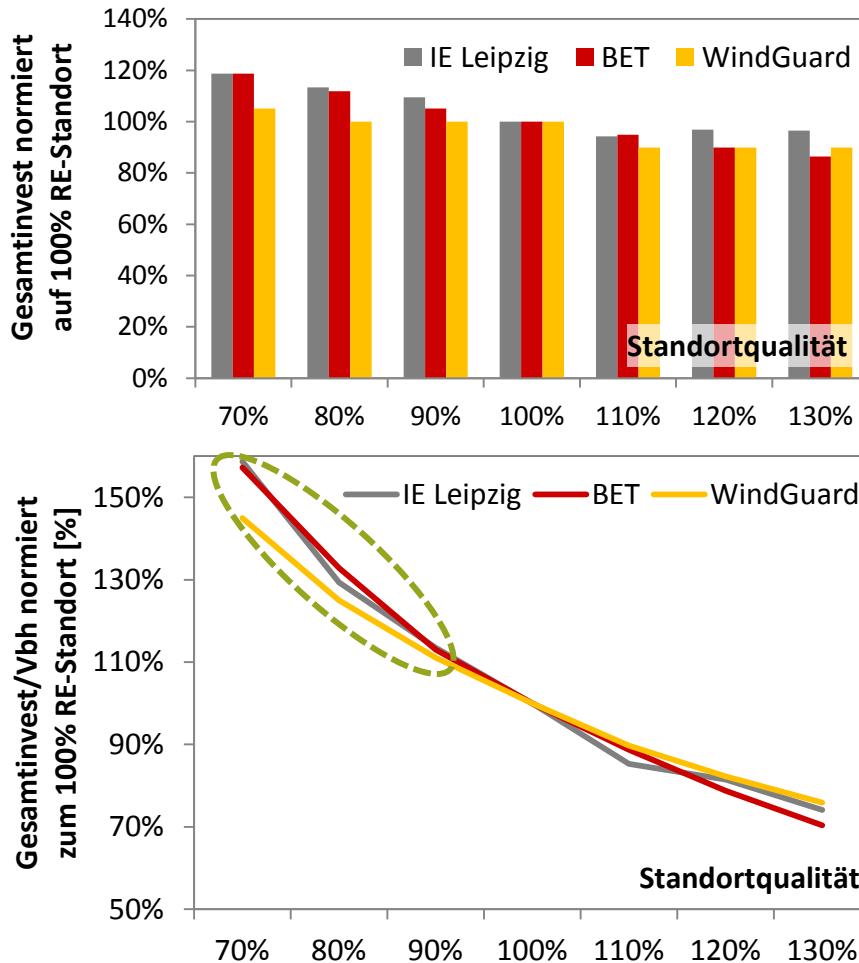 Gesamtinvest normiert
auf 100% RE-Standort
140%
120%
100%
80%
60%
40%
20%
0%
IE Leipzig BET WindGuard
Standortqualität
70% 80% 90% 100% 110% 120% 130%
Gesamtinvest/Vbh normiert
zum 100% RE-Standort [%]
150%
130%
110%
90%
70%
50%
IE Leipzig BET WindGuard
Standortqualität
70% 80% 90% 100% 110% 120% 130%